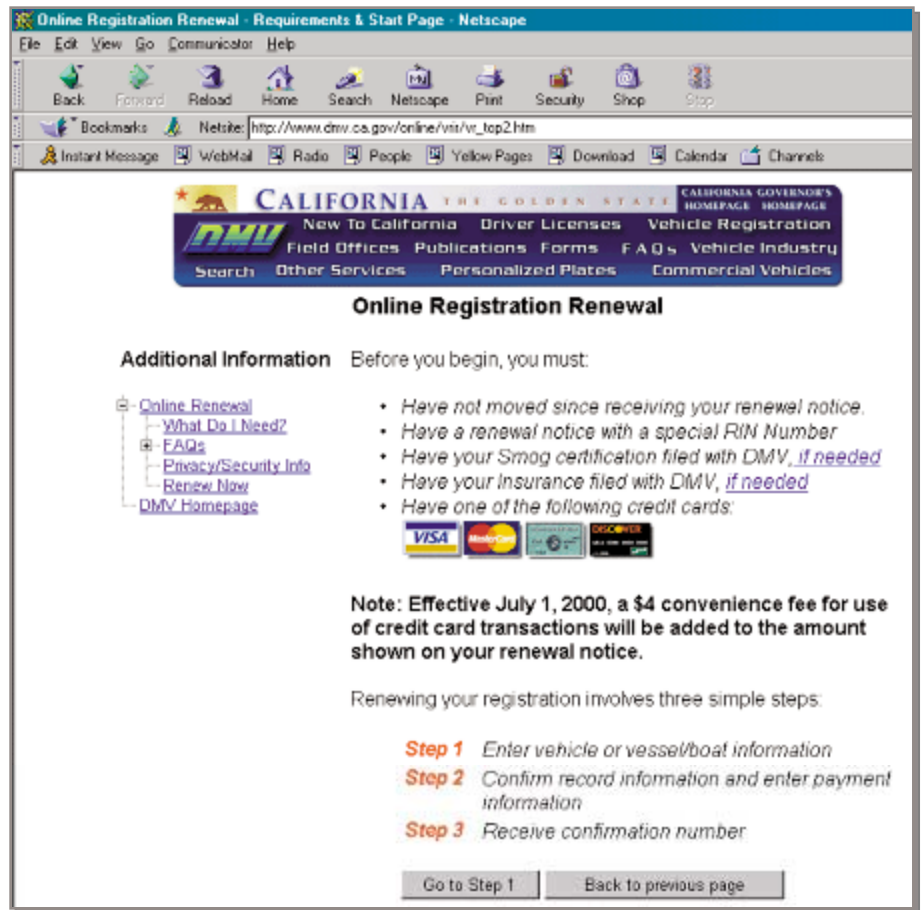 Online Registration Renewal - Requirements & Start Page - Netscape
File Edit View Go Communicator Help
Back Forward Reload Home Search Netscape Print Security Shop Stop
Bookmarks Netsite: http://www.dmv.ca.gov/online/vrir/vr_top2.htm
Instant Message WebMail Radio People Yellow Pages Download Calendar Channels
CALIFORNIA THE GOLDEN STATE CALIFORNIA GOVERNOR'S
HOMEPAGE HOMEPAGE
DMV New To California Driver Licenses Vehicle Registration
Field Offices Publications Forms FAQs Vehicle Industry
Search Other Services Personalized Plates Commercial Vehicles
Online Registration Renewal
Additional Information
Online Renewal
What Do I Need?
FAQs
Privacy/Security Info
Renew Now
DMV Homepage
Before you begin, you must:
• Have not moved since receiving your renewal notice.
• Have a renewal notice with a special RIN Number
• Have your Smog certification filed with DMV, if needed
• Have your Insurance filed with DMV, if needed
• Have one of the following credit cards:
VISA MasterCard DISCOVER
Note: Effective July 1, 2000, a $4 convenience fee for use
of credit card transactions will be added to the amount
shown on your renewal notice.
Renewing your registration involves three simple steps:
Step 1 Enter vehicle or vessel/boat information
Step 2 Confirm record information and enter payment
information
Step 3 Receive confirmation number
Go to Step 1 Back to previous page